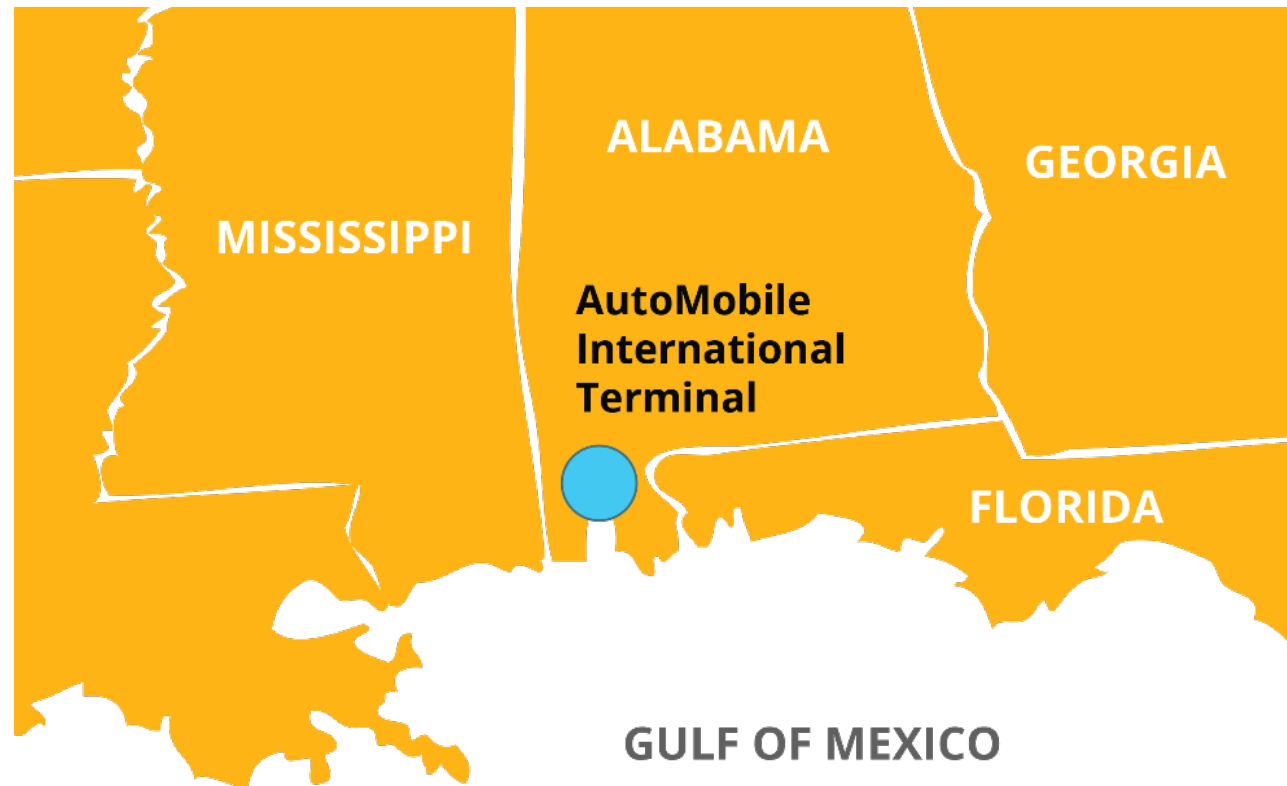 ALABAMA
GEORGIA
MISSISSIPPI
AutoMobile
International
Terminal
FLORIDA
GULF OF MEXICO